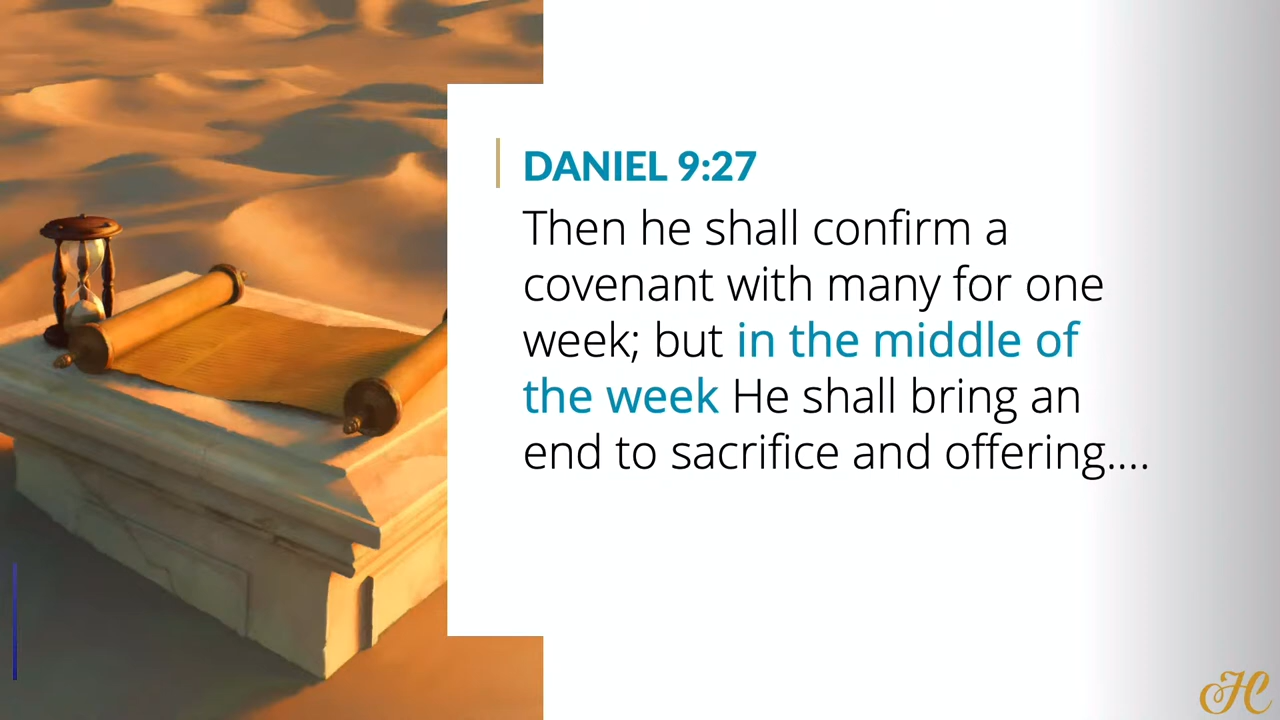 DANIEL 9:27
Then he shall confirm a
covenant with many for one
week; but in the middle of
the week He shall bring an
end to sacrifice and offering....
HC